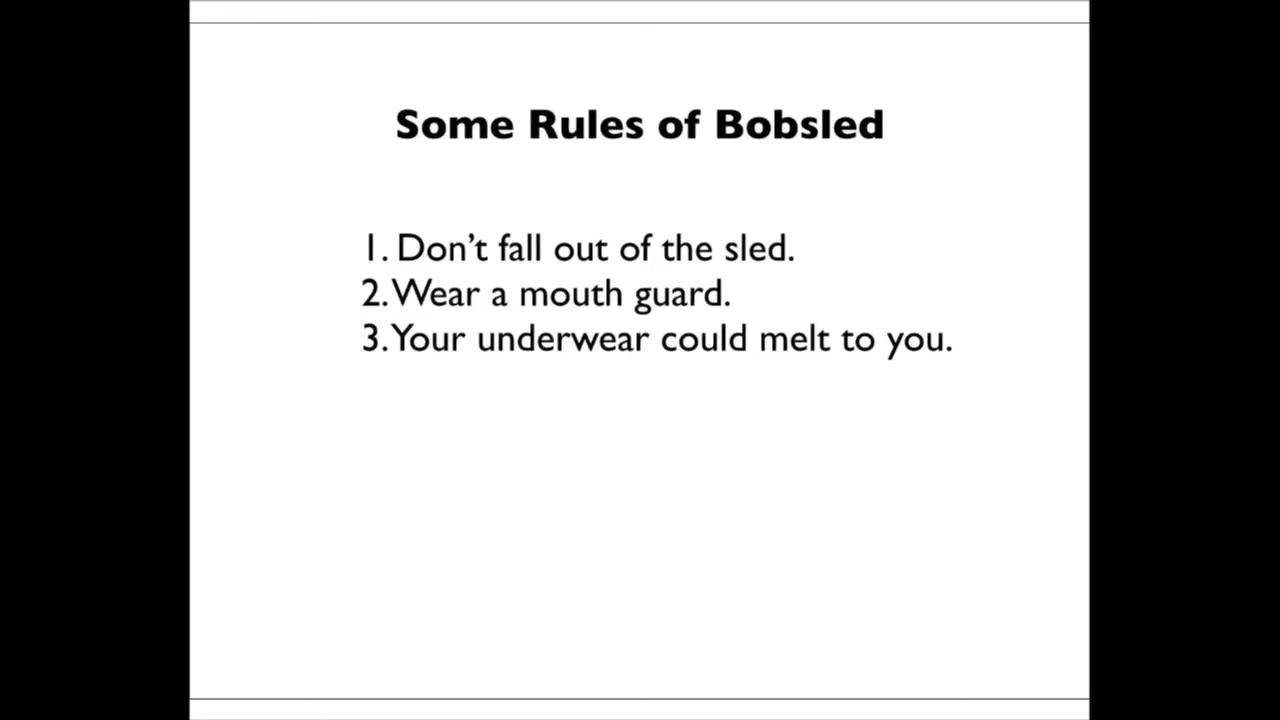 Some Rules of Bobsled
1. Don’t fall out of the sled.
2. Wear a mouth guard.
3. Your underwear could melt to you.